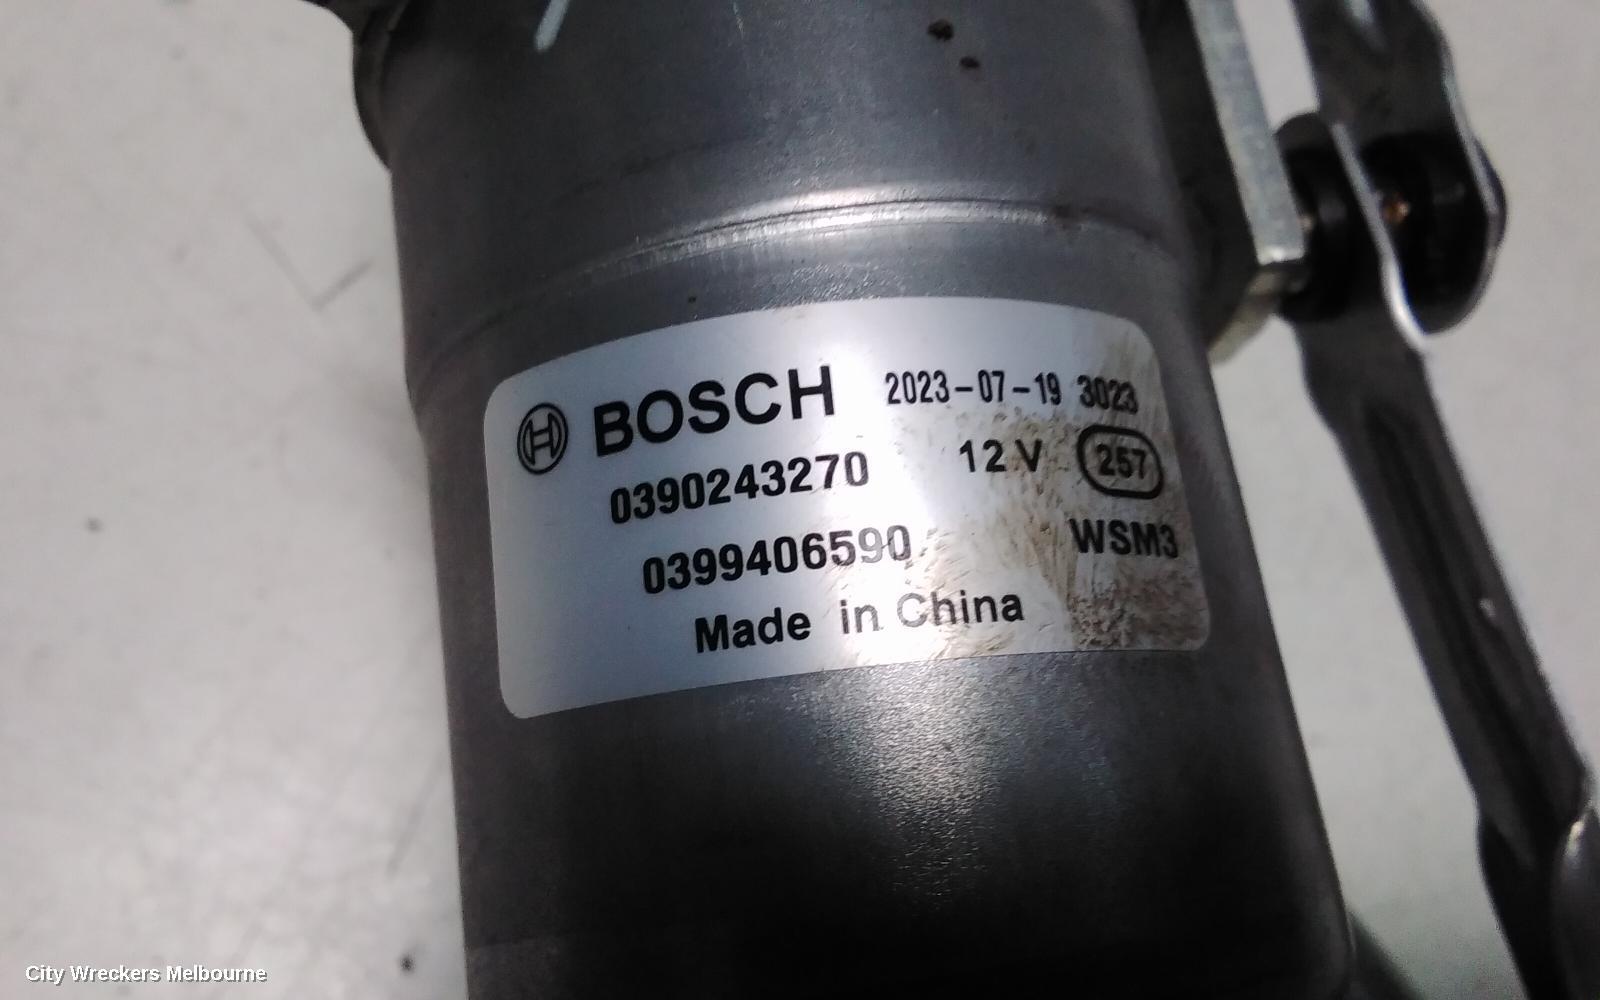 BOSCH 2023-07-19 3023
0390243270 12 V 257
0399406590 WSM3
Made in China
City Wreckers Melbourne